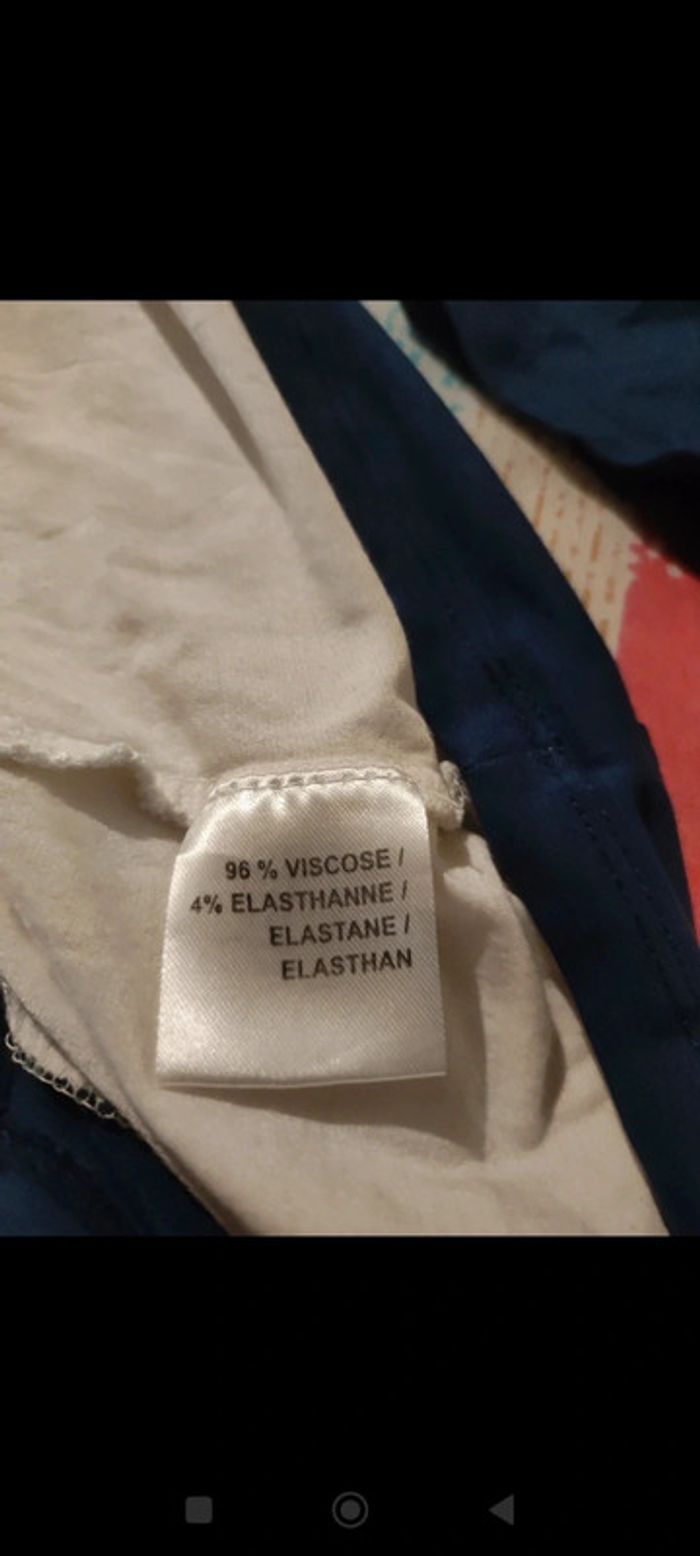 96 % VISCOSE /
4% ELASTHANNE /
ELASTANE /
ELASTHAN